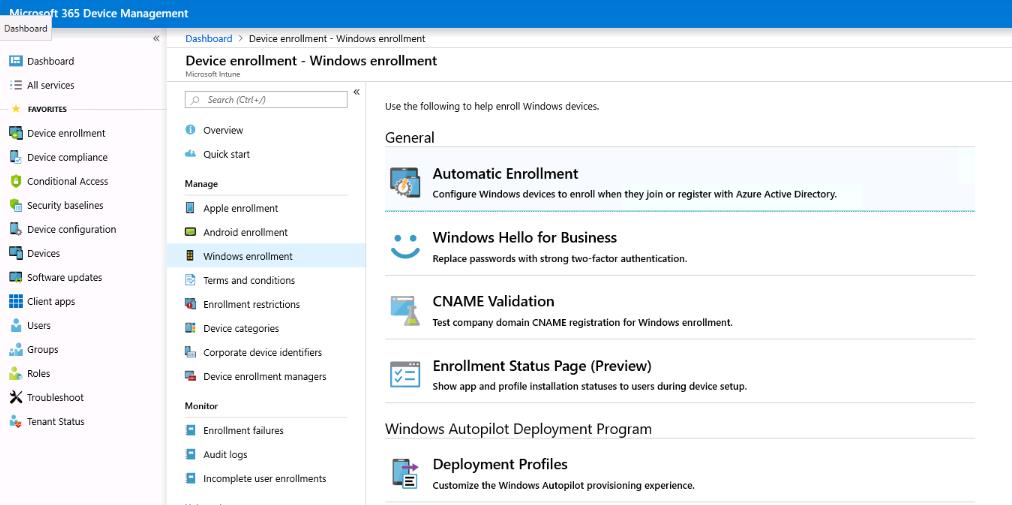 Microsoft 365 Device Management
Dashboard
«
Dashboard
All services
FAVORITES
Device enrollment
Device compliance
Conditional Access
Security baselines
Device configuration
Devices
Software updates
Client apps
Users
Groups
Roles
Troubleshoot
Tenant Status
Dashboard > Device enrollment - Windows enrollment
Device enrollment - Windows enrollment
Microsoft Intune
Search (Ctrl+/)
«
Overview
Quick start
Manage
Apple enrollment
Android enrollment
Windows enrollment
Terms and conditions
Enrollment restrictions
Device categories
Corporate device identifiers
Device enrollment managers
Monitor
Enrollment failures
Audit logs
Incomplete user enrollments
Use the following to help enroll Windows devices.
General
Automatic Enrollment
Configure Windows devices to enroll when they join or register with Azure Active Directory.
Windows Hello for Business
Replace passwords with strong two-factor authentication.
CNAME Validation
Test company domain CNAME registration for Windows enrollment.
Enrollment Status Page (Preview)
Show app and profile installation statuses to users during device setup.
Windows Autopilot Deployment Program
Deployment Profiles
Customize the Windows Autopilot provisioning experience.